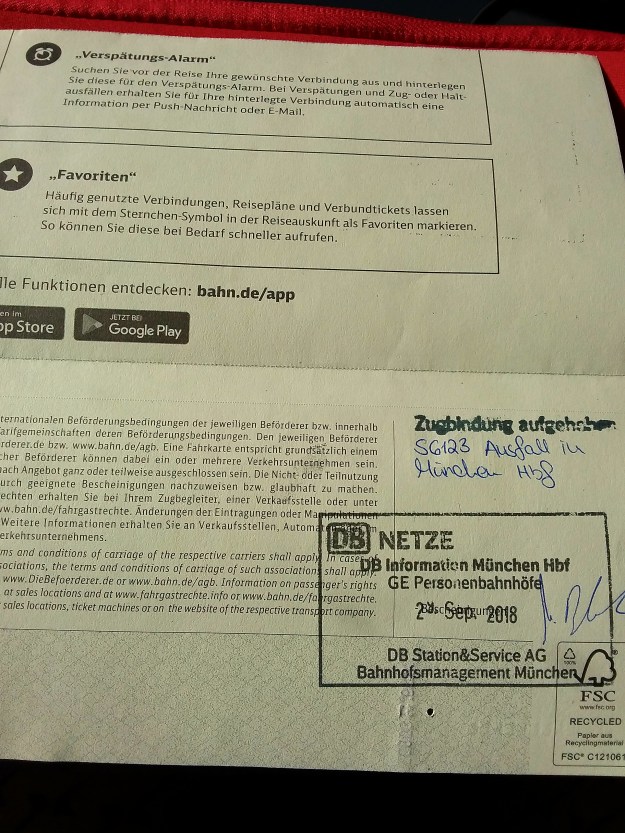 „Verspätungs-Alarm“
Suchen Sie vor der Reise Ihre gewünschte Verbindung aus und hinterlegen
Sie diese für den Verspätungs-Alarm. Bei Verspätungen und Zug- oder Halt-
ausfällen erhalten Sie für Ihre hinterlegte Verbindung automatisch eine
Information per Push-Nachricht oder E-Mail.
„Favoriten“
Häufig genutzte Verbindungen, Reisepläne und Verbundtickets lassen
sich mit dem Sternchen-Symbol in der Reiseauskunft als Favoriten markieren.
So können Sie diese bei Bedarf schneller aufrufen.
lle Funktionen entdecken: bahn.de/app
en im
pp Store
JETZT BEI
Google Play
ternationalen Beförderungsbedingungen der jeweiligen Beförderer bzw. innerhalb
arifgemeinschaften deren Beförderungsbedingungen. Den jeweiligen Beförderer
rderer.de bzw. www.bahn.de/agb. Eine Fahrkarte entspricht grundsätzlich einem
cher Beförderer können dabei ein oder mehrere Verkehrsunternehmen sein.
nach Angebot ganz oder teilweise ausgeschlossen sein. Die Nicht- oder Teilnutzung
urch geeignete Bescheinigungen nachzuweisen bzw. glaubhaft zu machen.
echten erhalten Sie bei Ihrem Zugbegleiter, einer Verkaufsstelle oder unter
w.bahn.de/fahrgastrechte. Änderungen der Eintragungen oder Manipulationen
Weitere Informationen erhalten Sie an Verkaufsstellen,
erkehrsunternehmens.
ms and conditions of carriage of the respective carriers shall apply. In cases of
sociations, the terms and conditions of carriage of such associations shall apply.
www.DieBefoerderer.de or www.bahn.de/agb. Information on passenger's rights
at sales locations and at www.fahrgastrechte.info or www.bahn.de/fahrgastrechte.
sales locations, ticket machines or on the website of the respective transport company.
Zugbindung aufgehoben
SG123 Ausfall in
München Hbf
DB NETZE
DB Information München Hbf
GE Personenbahnhöfe
Sep. 2018
DB Station&Service AG
Bahnhofsmanagement München
100%
FSC
www.fsc.org
RECYCLED
Papier aus
Recyclingmaterial
FSC® C121061